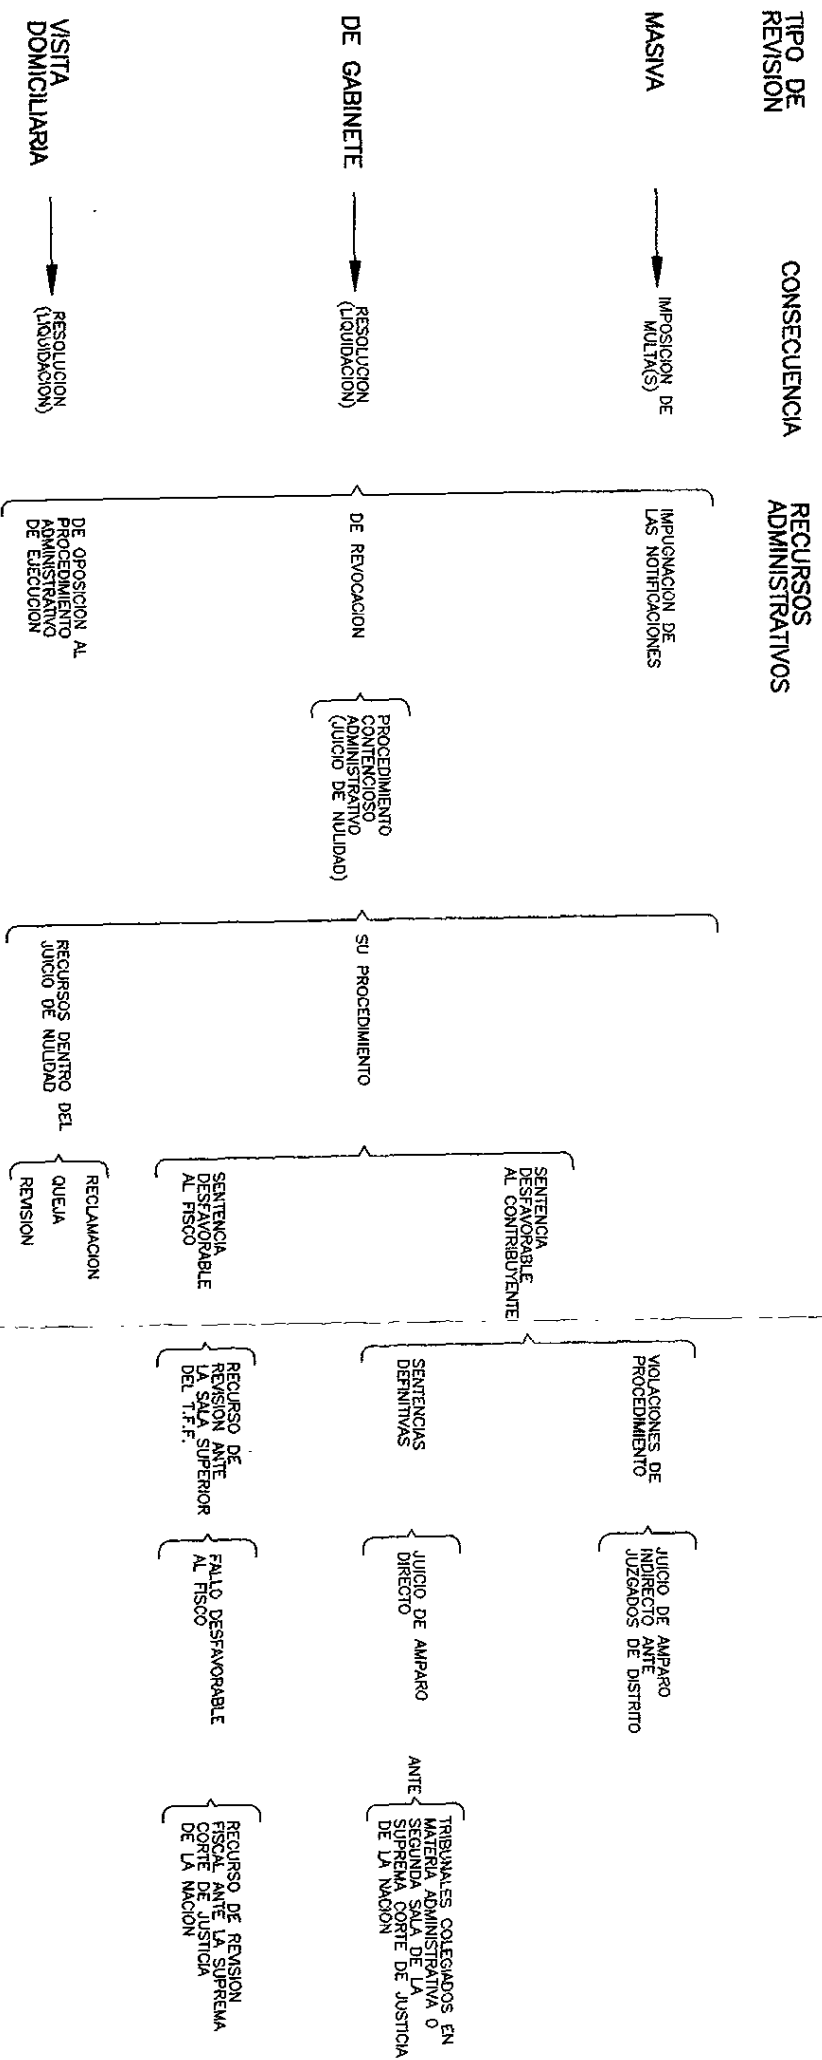 TIPO DE
REVISION
CONSECUENCIA
RECURSOS
ADMINISTRATIVOS
MASIVA
IMPOSICION DE
MULTA(S)
DE GABINETE
RESOLUCION
(LIQUIDACION)
VISITA
DOMICILIARIA
RESOLUCION
(LIQUIDACION)
IMPUGNACION DE
LAS NOTIFICACIONES
DE REVOCACION
DE OPOSICION AL
PROCEDIMIENTO
ADMINISTRATIVO
DE EJECUCION
PROCEDIMIENTO
CONTENCIOSO
ADMINISTRATIVO
(JUICIO DE NULIDAD)
SU PROCEDIMIENTO
RECURSOS DENTRO DEL
JUICIO DE NULIDAD
SENTENCIA
DESFAVORABLE
AL CONTRIBUYENTE
SENTENCIA
DESFAVORABLE
AL FISCO
RECLAMACION
QUEJA
REVISION
VIOLACIONES DE
PROCEDIMIENTO
SENTENCIAS
DEFINITIVAS
RECURSO DE
REVISION ANTE
LA SALA SUPERIOR
DEL T.F.F.
JUICIO DE AMPARO
INDIRECTO ANTE
JUZGADOS DE DISTRITO
JUICIO DE AMPARO
DIRECTO
FALLO DESFAVORABLE
AL FISCO
ANTE
TRIBUNALES COLEGIADOS EN
MATERIA ADMINISTRATIVA O
SEGUNDA SALA DE LA
SUPREMA CORTE DE JUSTICIA
DE LA NACION
RECURSO DE REVISION
FISCAL ANTE LA SUPREMA
CORTE DE JUSTICIA
DE LA NACION